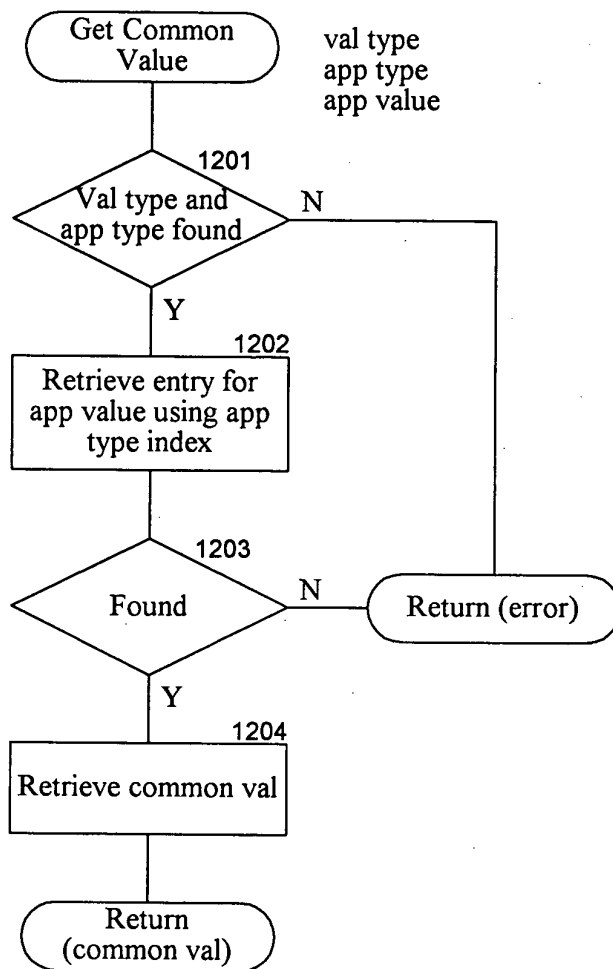 Get Common
Value
val type
app type
app value
1201
Val type and
app type found
N
Y
1202
Retrieve entry for
app value using app
type index
1203
Found
N
Return (error)
Y
1204
Retrieve common val
Return
(common val)